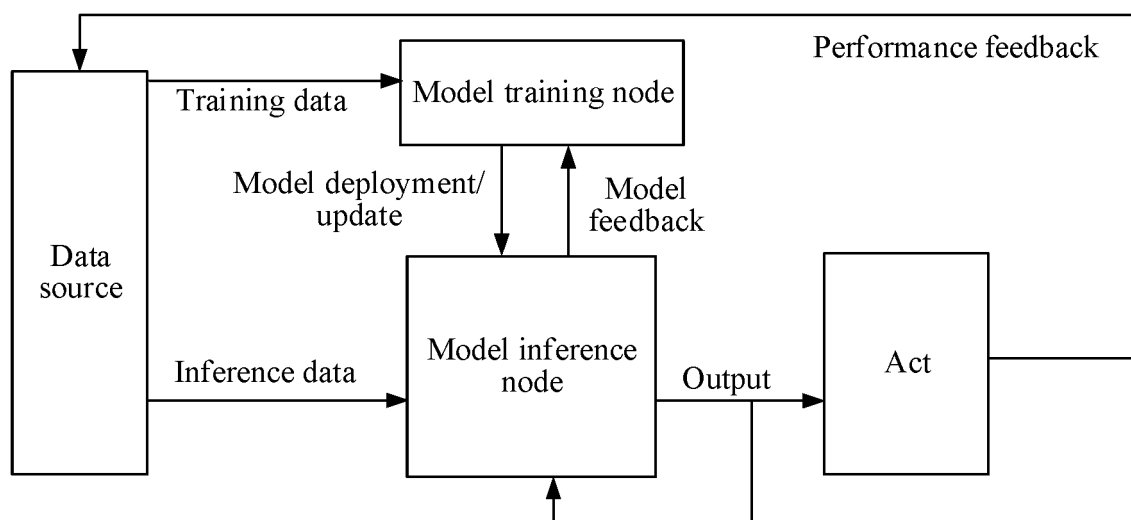 Performance feedback
Training data
Model training node
Model deployment/
update
Model
feedback
Data
source
Inference data
Model inference
node
Output
Act